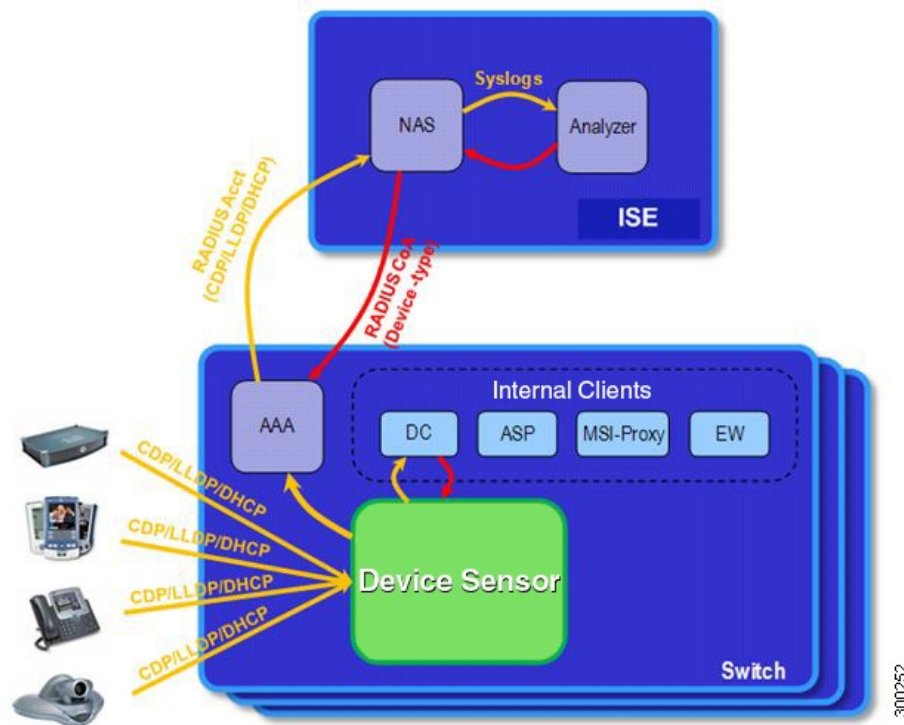 Syslogs
NAS
Analyzer
ISE
RADIUS Acct
(CDP/LLDP/DHCP)
RADIUS CoA
(Device -type)
Internal Clients
AAA
DC
ASP
MSI-Proxy
EW
CDP/LLDP/DHCP
CDP/LLDP/DHCP
CDP/LLDP/DHCP
CDP/LLDP/DHCP
Device Sensor
Switch
300252